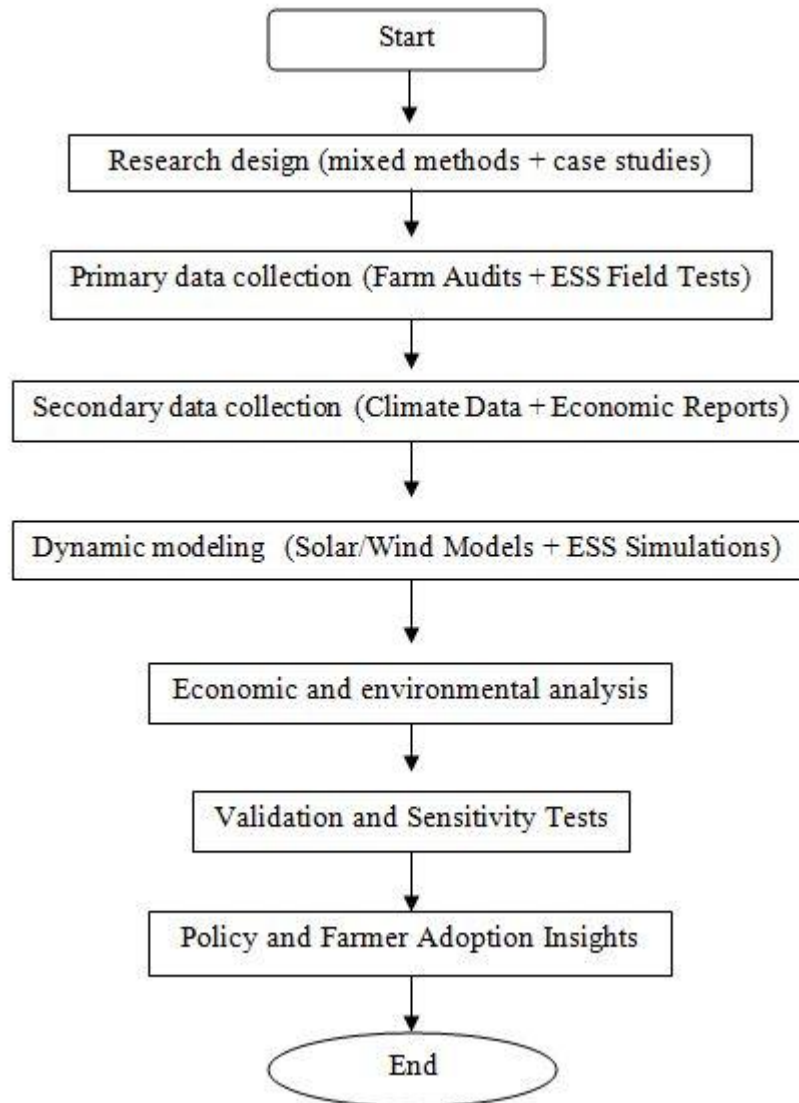 Start
Research design (mixed methods + case studies)
Primary data collection (Farm Audits + ESS Field Tests)
Secondary data collection (Climate Data + Economic Reports)
Dynamic modeling (Solar/Wind Models + ESS Simulations)
Economic and environmental analysis
Validation and Sensitivity Tests
Policy and Farmer Adoption Insights
End